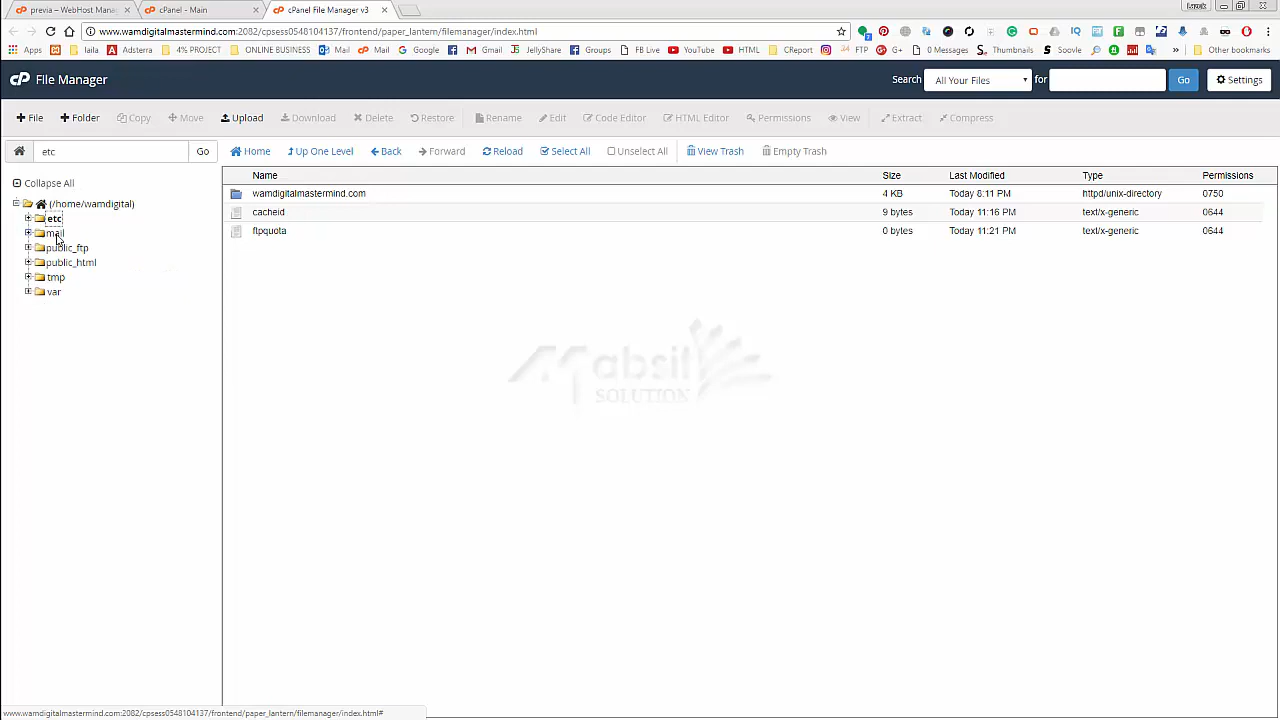 previa – WebHost Mana
cPanel - Main
cPanel File Manager v3
www.wamdigitalmastermind.com:2082/cpsess0548104137/frontend/paper_lantern/filemanager/index.html
Apps
laila
Adsterra
4% PROJECT
ONLINE BUSINESS
Mail
Mail
Google
Gmail
JellyShare
Groups
FB Live
YouTube
HTML
CReport
G+
0 Messages
Thumbnails
Soovle
FTP
» Other bookmarks
cP File Manager
Search All Your Files for Go Settings
+ File + Folder Copy Move Upload Download Delete Restore Rename Edit Code Editor HTML Editor Permissions View Extract Compress
etc Go Home Up One Level Back Forward Reload Select All Unselect All View Trash Empty Trash
Collapse All
(/home/wamdigital)
etc
mail
public_ftp
public_html
tmp
var
Name Size Last Modified Type Permissions
wamdigitalmastermind.com 4 KB Today 8:11 PM httpd/unix-directory 0750
cacheid 9 bytes Today 11:16 PM text/x-generic 0644
ftpquota 0 bytes Today 11:21 PM text/x-generic 0644
Mabsil
SOLUTION
www.wamdigitalmastermind.com:2082/cpsess0548104137/frontend/paper_lantern/filemanager/index.html#